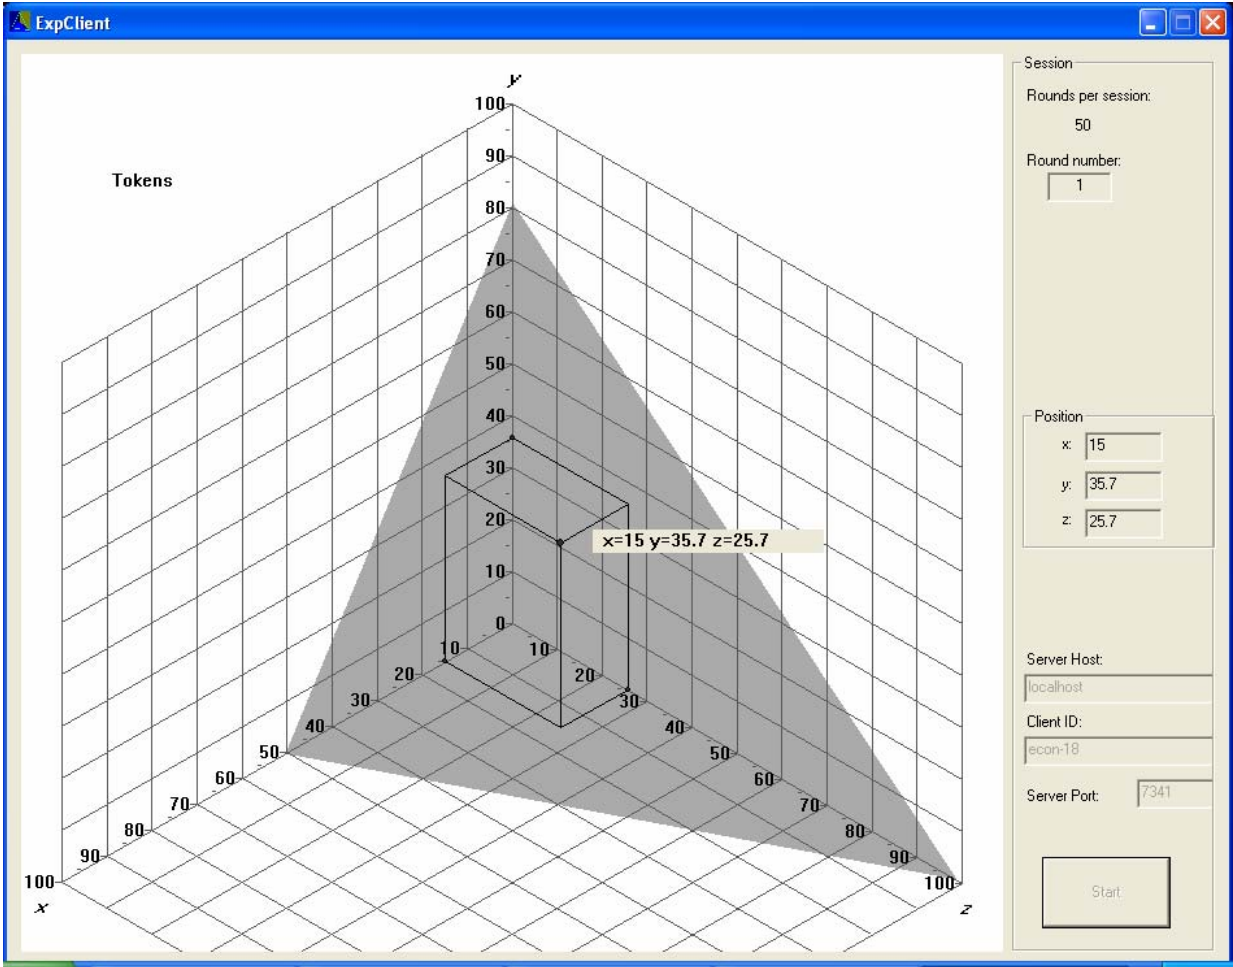 ExpClient
Tokens
y
100
90
80
70
60
50
40
30
20
10
0
10
20
30
40
50
60
70
80
90
100
x
10
20
30
40
50
60
70
80
90
100
z
x=15 y=35.7 z=25.7
Session
Rounds per session:
50
Round number:
1
Position
x: 15
y: 35.7
z: 25.7
Server Host:
localhost
Client ID:
econ-18
Server Port: 7341
Start